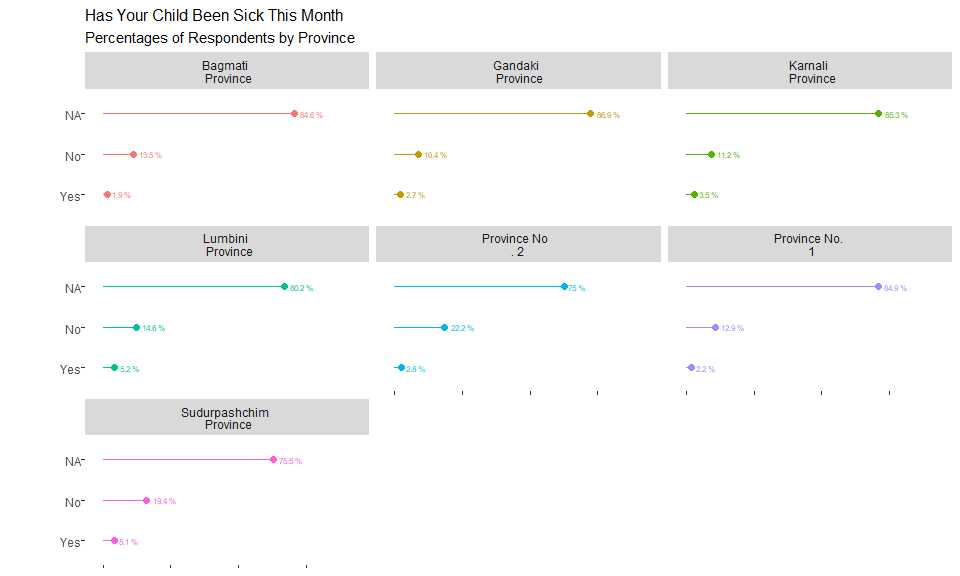 Has Your Child Been Sick This Month
Percentages of Respondents by Province
Bagmati
Province
Gandaki
Province
Karnali
Province
NA
84.6 %
86.9 %
85.3 %
No
13.5 %
10.4 %
11.2 %
Yes
1.9 %
2.7 %
3.5 %
Lumbini
Province
Province No
. 2
Province No.
1
NA
80.2 %
75 %
84.9 %
No
14.6 %
22.2 %
12.9 %
Yes
5.2 %
2.8 %
2.2 %
Sudurpashchim
Province
NA
75.5 %
No
19.4 %
Yes
5.1 %